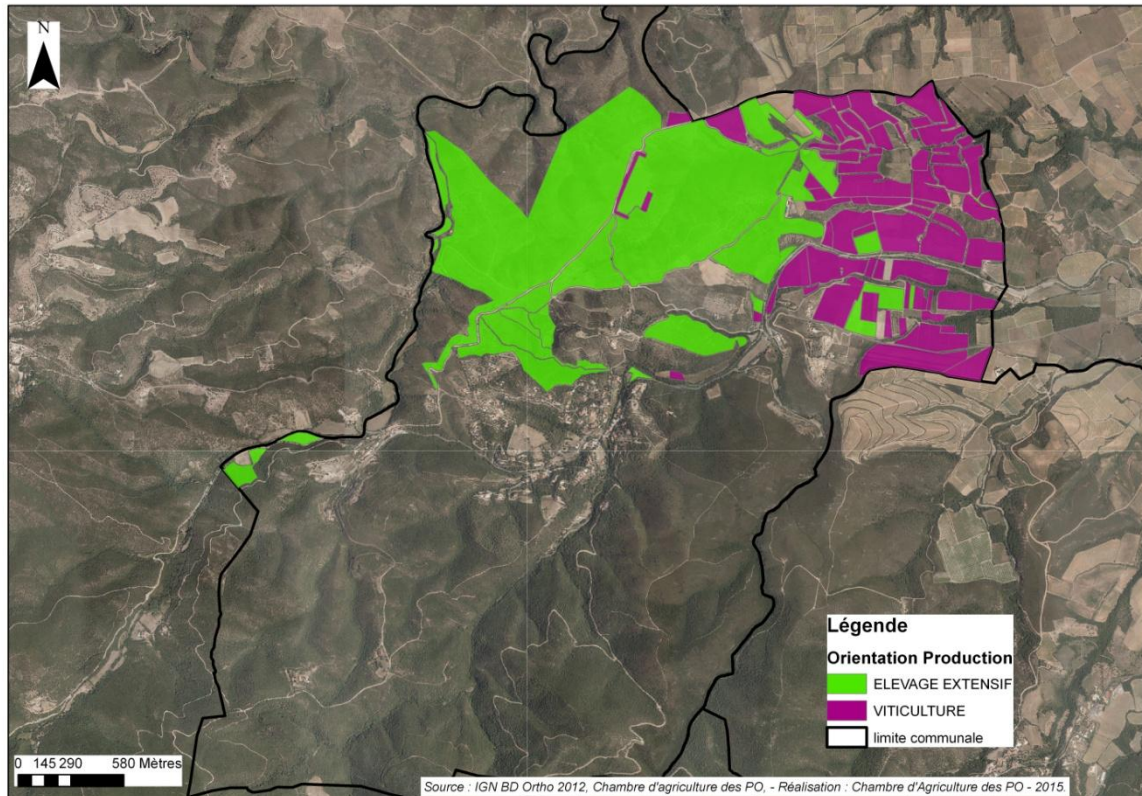 N
Légende
Orientation Production
ELEVAGE EXTENSIF
VITICULTURE
limite communale
0 145 290 580 Mètres
Source : IGN BD Ortho 2012, Chambre d'agriculture des PO, - Réalisation : Chambre d'Agriculture des PO - 2015.